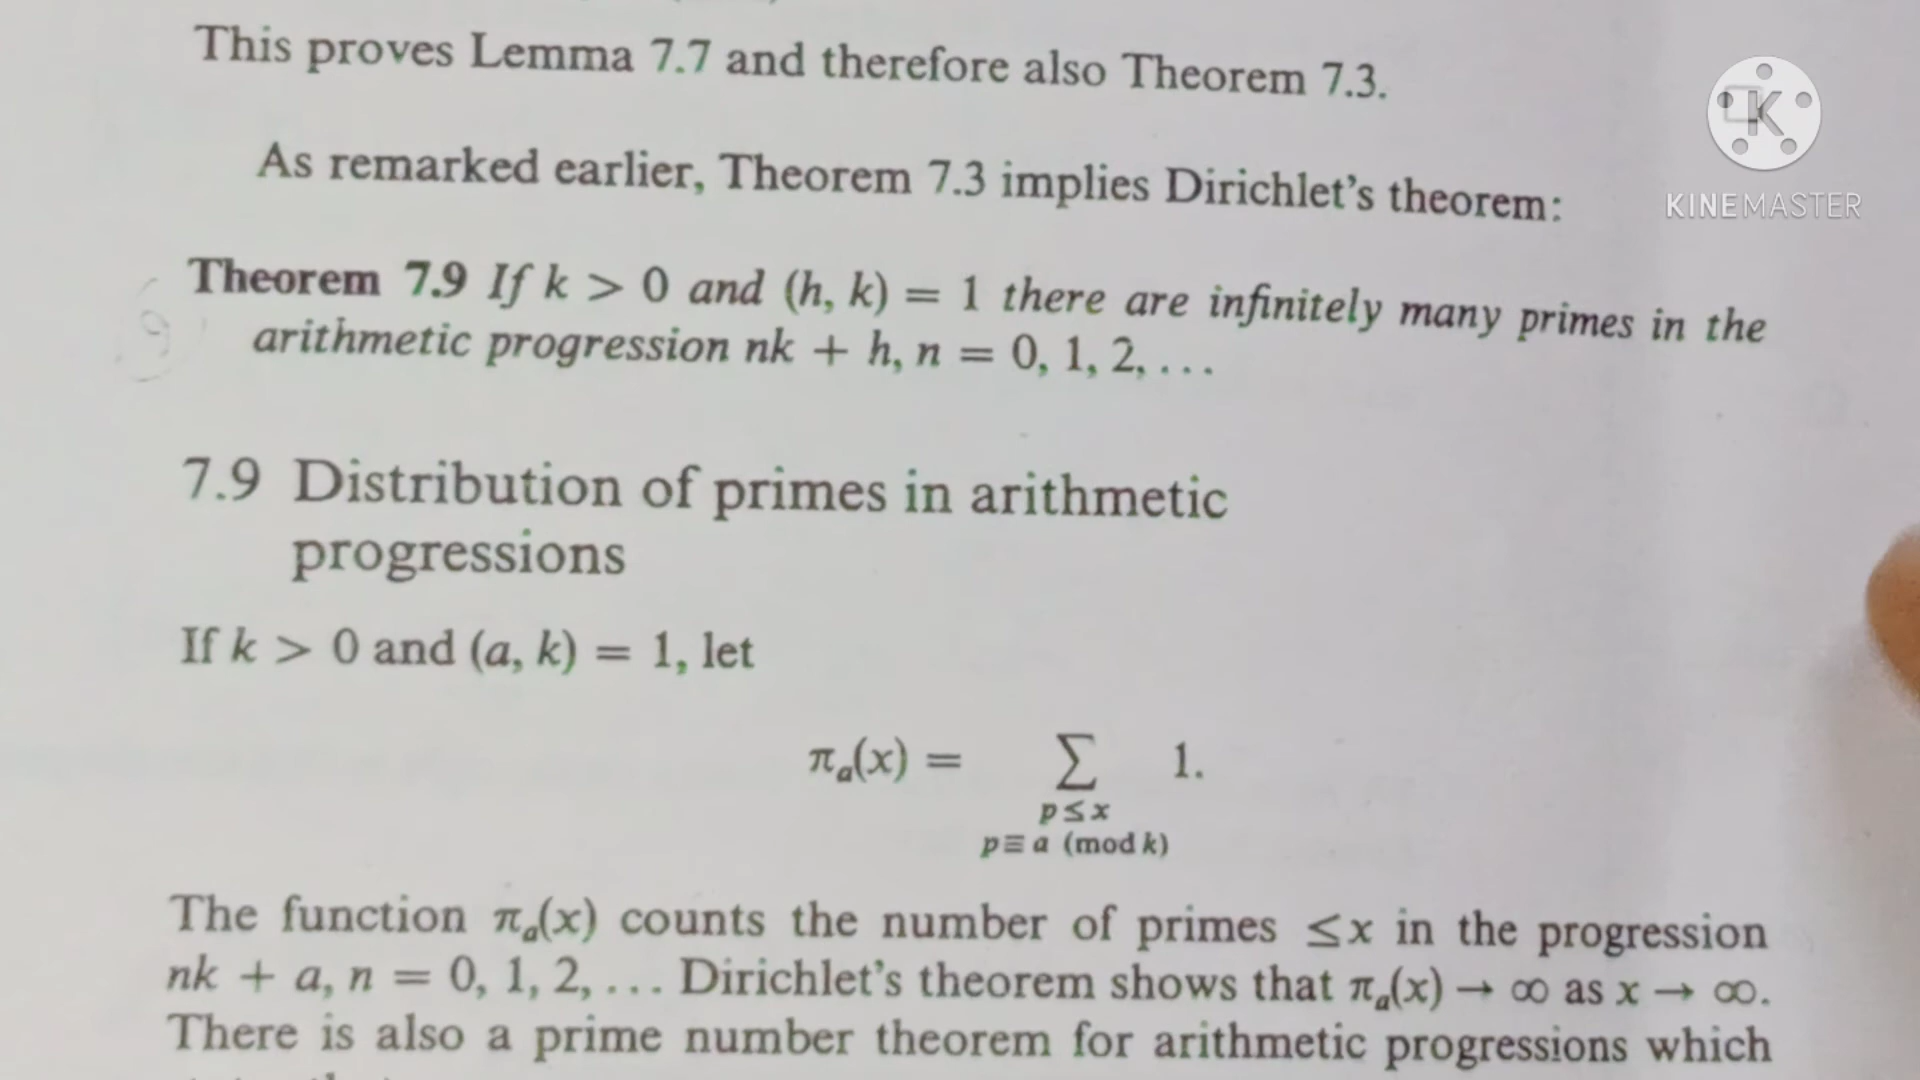 This proves Lemma 7.7 and therefore also Theorem 7.3.
KINEMASTER
As remarked earlier, Theorem 7.3 implies Dirichlet's theorem:
Theorem 7.9 If k > 0 and (h, k) = 1 there are infinitely many primes in the
arithmetic progression nk + h, n = 0, 1, 2, . . .
7.9 Distribution of primes in arithmetic
progressions
If k > 0 and (a, k) = 1, let
πₐ(x) = ∑ 1.
p≤x
p≡a (mod k)
The function πₐ(x) counts the number of primes ≤x in the progression
nk + a, n = 0, 1, 2, . . . Dirichlet's theorem shows that πₐ(x) → ∞ as x → ∞.
There is also a prime number theorem for arithmetic progressions which